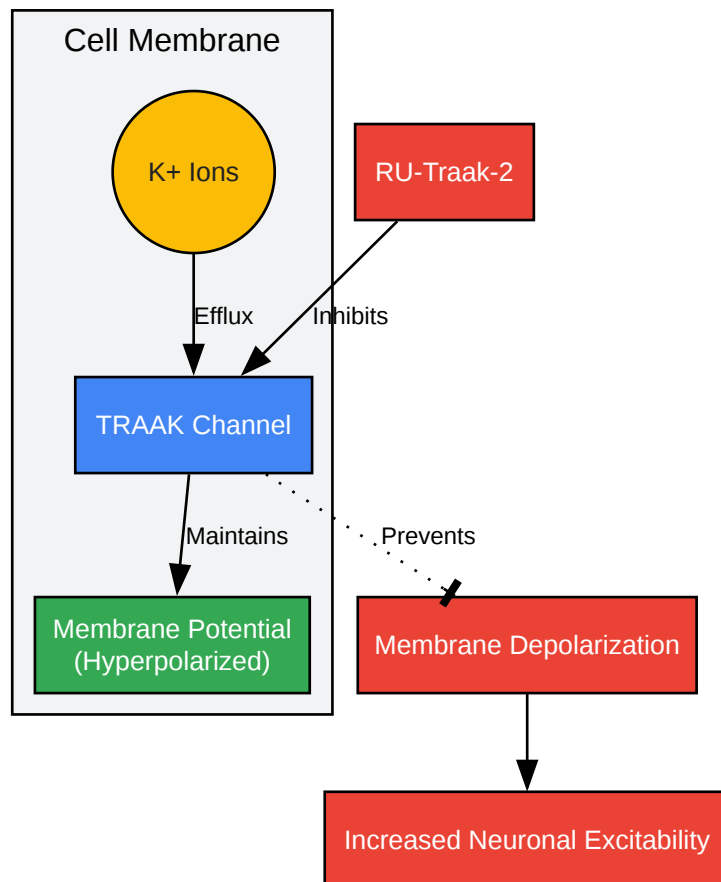 Cell Membrane
K+ Ions
RU-Traak-2
Efflux
Inhibits
TRAAK Channel
Maintains
Prevents
Membrane Potential
(Hyperpolarized)
Membrane Depolarization
Increased Neuronal Excitability